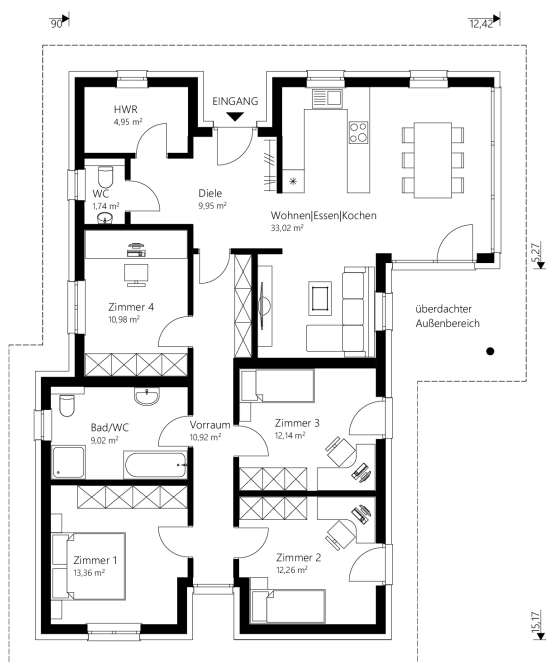 90
12,42
HWR
4,95 m²
EINGANG
WC
1,74 m²
Diele
9,95 m²
Wohnen|Essen|Kochen
33,02 m²
5,27
Zimmer 4
10,98 m²
überdachter
Außenbereich
Bad/WC
9,02 m²
Vorraum
10,92 m²
Zimmer 3
12,14 m²
Zimmer 1
13,36 m²
Zimmer 2
12,26 m²
15,17